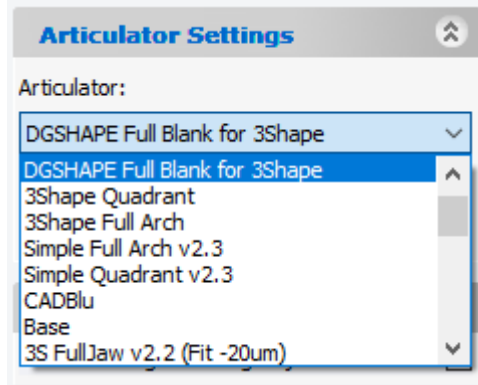 Articulator Settings
Articulator:
DGSHAPE Full Blank for 3Shape
DGSHAPE Full Blank for 3Shape
3Shape Quadrant
3Shape Full Arch
Simple Full Arch v2.3
Simple Quadrant v2.3
CADBlu
Base
3S FullJaw v2.2 (Fit -20um)